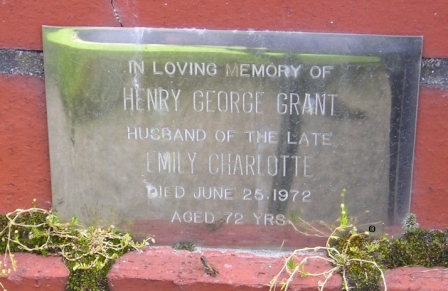 IN LOVING MEMORY OF
HENRY GEORGE GRANT
HUSBAND OF THE LATE
EMILY CHARLOTTE
DIED JUNE 25.1972
AGED 72 YRS